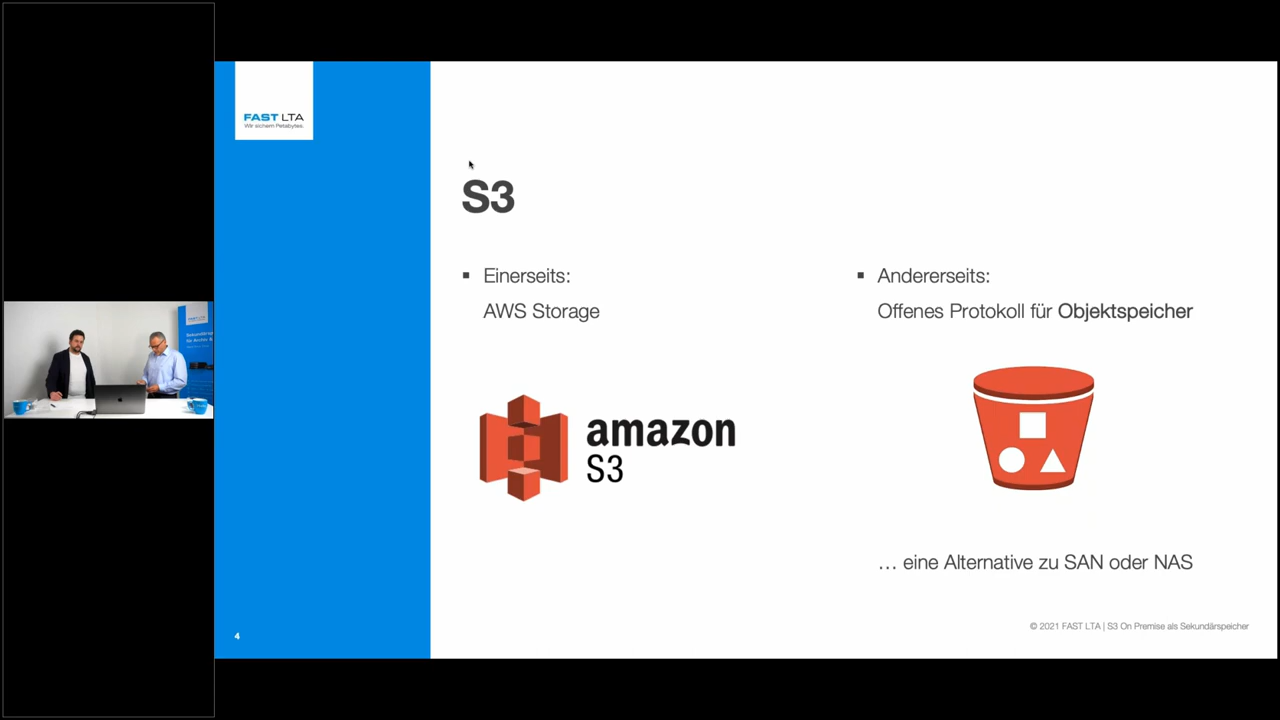 FAST LTA
Wir sichern Petabytes.
S3
▪ Einerseits:
AWS Storage
amazon
S3
▪ Andererseits:
Offenes Protokoll für Objektspeicher
… eine Alternative zu SAN oder NAS
4
© 2021 FAST LTA | S3 On Premise als Sekundärspeicher